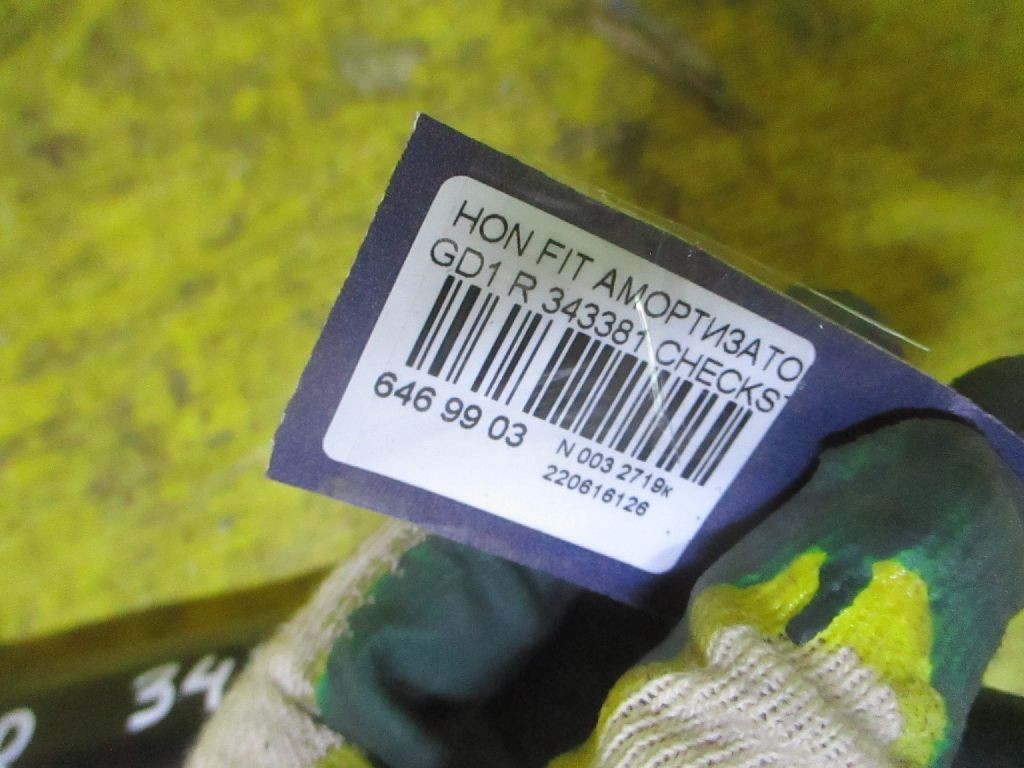 HON FIT АМОРТИЗАТО
GD1 R 343381 CHECKS
646 99 03
N 003 2719к
220616126
34